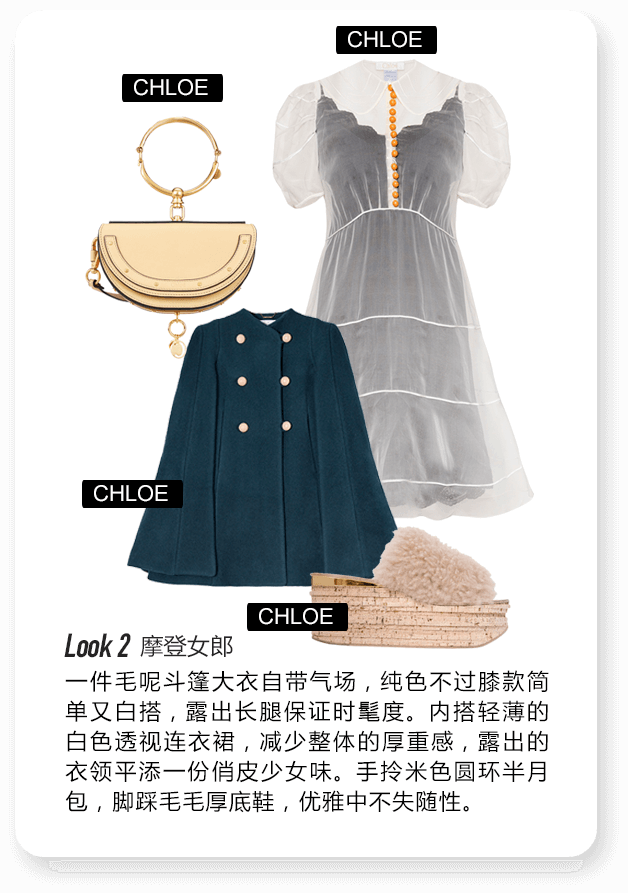 CHLOE
CHLOE
CHLOE
CHLOE
Look 2 摩登女郎
一件毛呢斗篷大衣自带气场，纯色不过膝款简
单又白搭，露出长腿保证时髦度。内搭轻薄的
白色透视连衣裙，减少整体的厚重感，露出的
衣领平添一份俏皮少女味。手拎米色圆环半月
包，脚踩毛毛厚底鞋，优雅中不失随性。